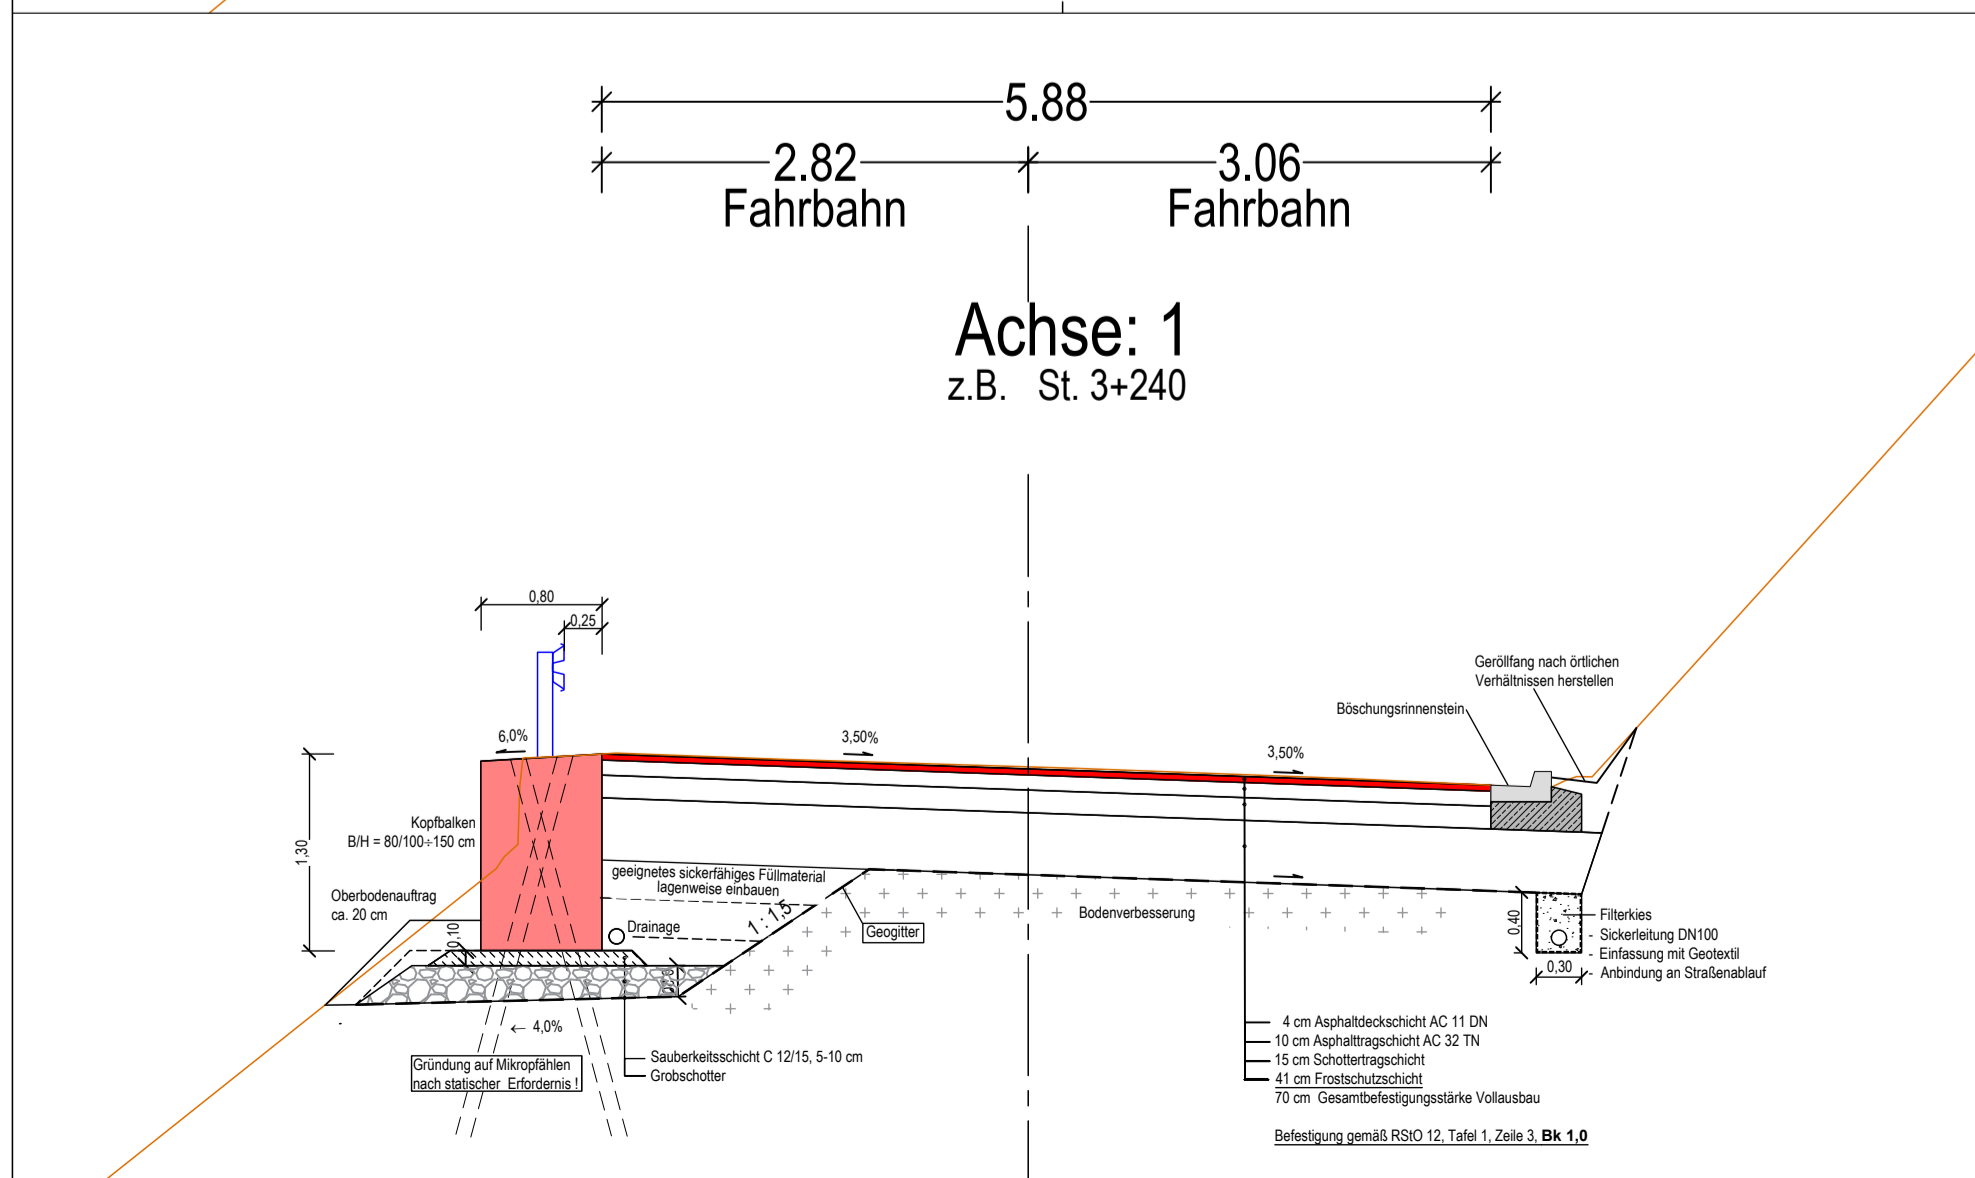 5.88
2.82
3.06
Fahrbahn
Fahrbahn
Achse: 1
z.B. St. 3+240
0,80
0,25
6,0%
3,50%
3,50%
Geröllfang nach örtlichen
Verhältnissen herstellen
Böschungsrinnenstein
1,30
Kopfbalken
B/H = 80/100÷150 cm
Oberbodenauftrag
ca. 20 cm
0,10
geeignetes sickerfähiges Füllmaterial
lagenweise einbauen
1 : 1,5
Drainage
Geogitter
Bodenverbesserung
0,40
0,30
Filterkies
- Sickerleitung DN100
- Einfassung mit Geotextil
- Anbindung an Straßenablauf
← 4,0%
Gründung auf Mikropfählen
nach statischer Erfordernis !
Sauberkeitsschicht C 12/15, 5-10 cm
Grobschotter
4 cm Asphaltdeckschicht AC 11 DN
10 cm Asphalttragschicht AC 32 TN
15 cm Schottertragschicht
41 cm Frostschutzschicht
70 cm Gesamtbefestigungsstärke Vollausbau
Befestigung gemäß RStO 12, Tafel 1, Zeile 3, Bk 1,0